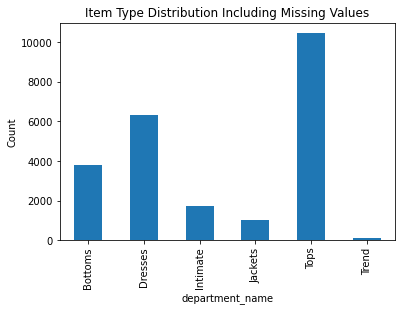 Item Type Distribution Including Missing Values
Count
10000
8000
6000
4000
2000
0
Bottoms
Dresses
Intimate
Jackets
Tops
Trend
department_name